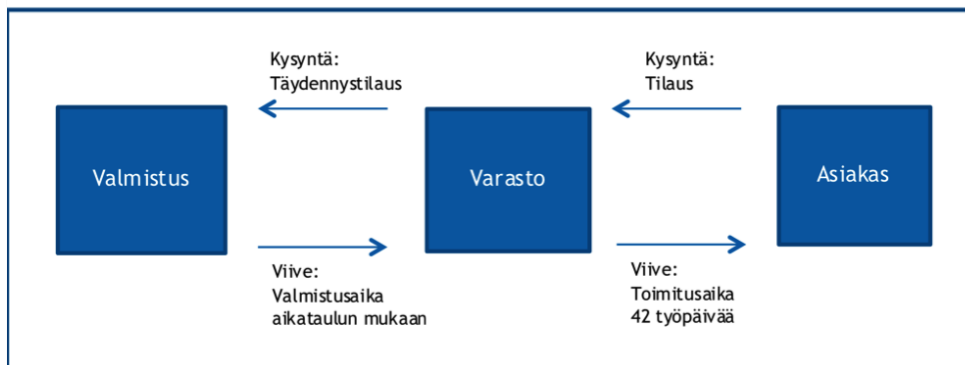 Kysyntä:
Täydennystilaus
Kysyntä:
Tilaus
Valmistus
Varasto
Asiakas
Viive:
Valmistusaika
aikataulun mukaan
Viive:
Toimitusaika
42 työpäivää